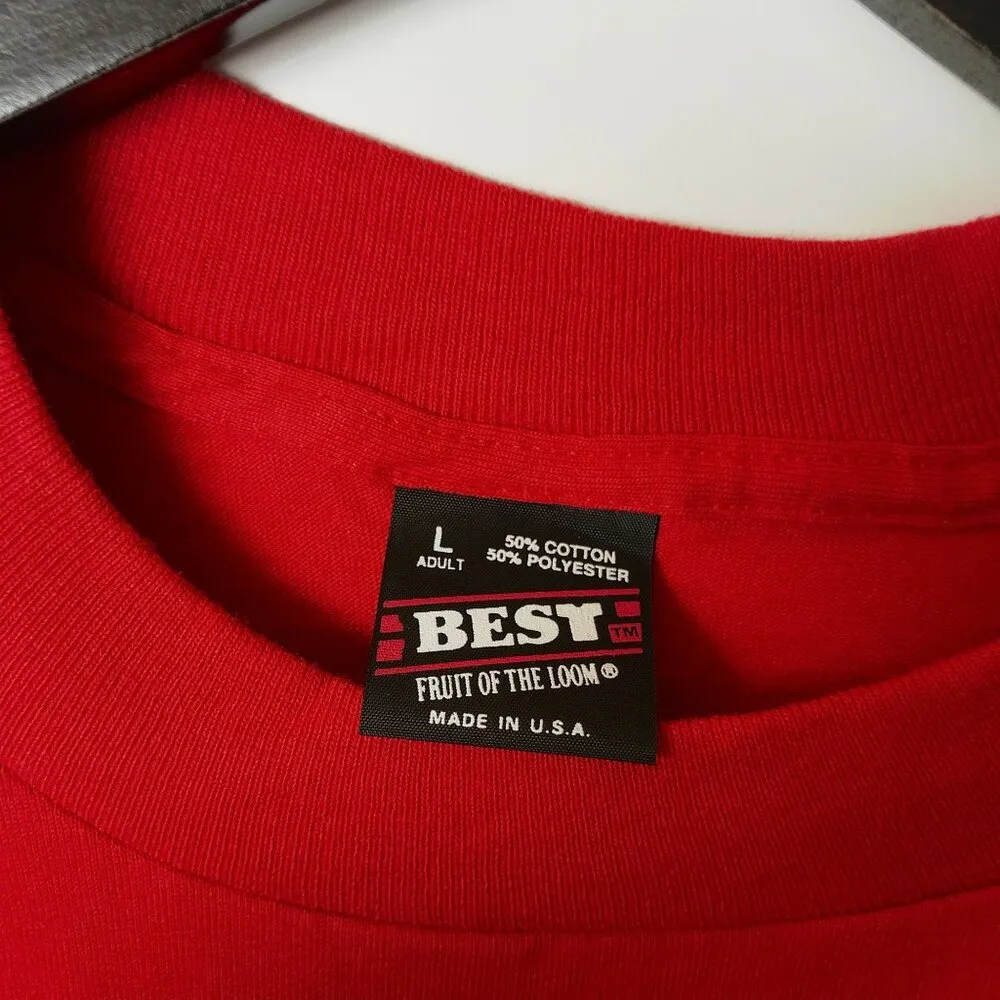 L
ADULT
50% COTTON
50% POLYESTER
BEST™
FRUIT OF THE LOOM®
MADE IN U.S.A.